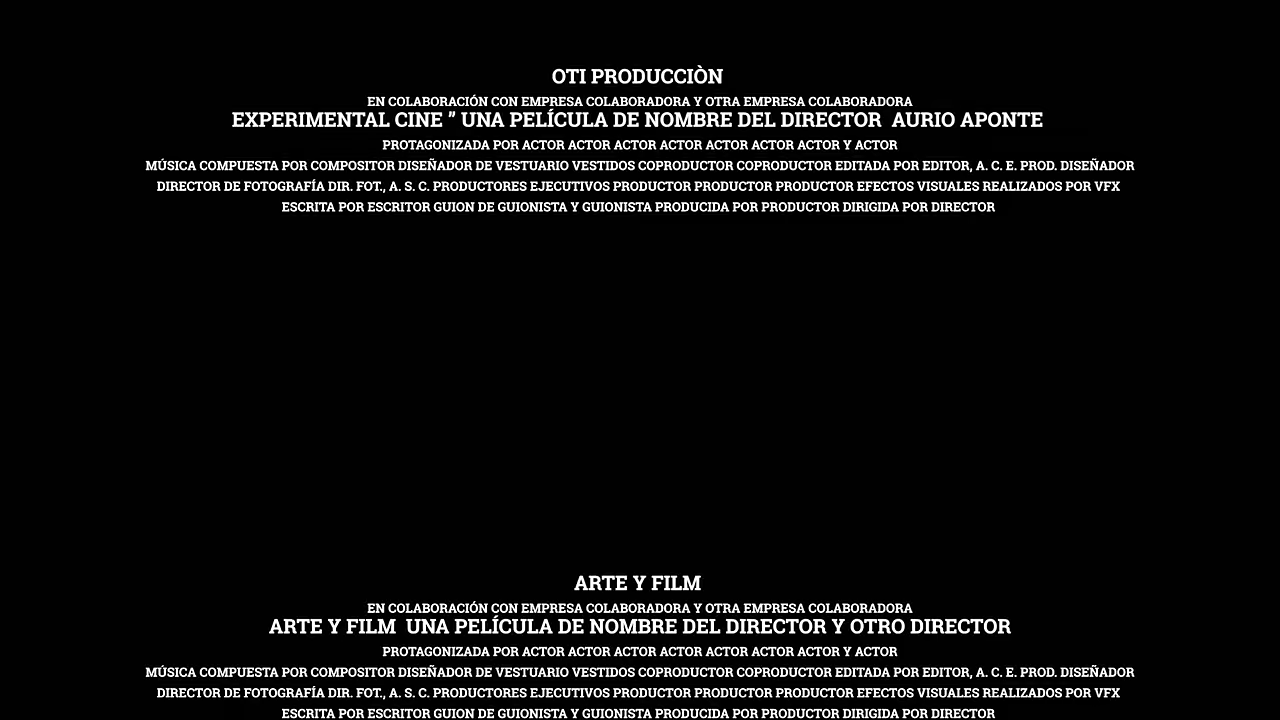 OTI PRODUCCIÒN
EN COLABORACIÓN CON EMPRESA COLABORADORA Y OTRA EMPRESA COLABORADORA
EXPERIMENTAL CINE ” UNA PELÍCULA DE NOMBRE DEL DIRECTOR AURIO APONTE
PROTAGONIZADA POR ACTOR ACTOR ACTOR ACTOR ACTOR ACTOR ACTOR Y ACTOR
MÚSICA COMPUESTA POR COMPOSITOR DISEÑADOR DE VESTUARIO VESTIDOS COPRODUCTOR COPRODUCTOR EDITADA POR EDITOR, A. C. E. PROD. DISEÑADOR
DIRECTOR DE FOTOGRAFÍA DIR. FOT., A. S. C. PRODUCTORES EJECUTIVOS PRODUCTOR PRODUCTOR PRODUCTOR EFECTOS VISUALES REALIZADOS POR VFX
ESCRITA POR ESCRITOR GUION DE GUIONISTA Y GUIONISTA PRODUCIDA POR PRODUCTOR DIRIGIDA POR DIRECTOR
ARTE Y FILM
EN COLABORACIÓN CON EMPRESA COLABORADORA Y OTRA EMPRESA COLABORADORA
ARTE Y FILM UNA PELÍCULA DE NOMBRE DEL DIRECTOR Y OTRO DIRECTOR
PROTAGONIZADA POR ACTOR ACTOR ACTOR ACTOR ACTOR ACTOR ACTOR Y ACTOR
MÚSICA COMPUESTA POR COMPOSITOR DISEÑADOR DE VESTUARIO VESTIDOS COPRODUCTOR COPRODUCTOR EDITADA POR EDITOR, A. C. E. PROD. DISEÑADOR
DIRECTOR DE FOTOGRAFÍA DIR. FOT., A. S. C. PRODUCTORES EJECUTIVOS PRODUCTOR PRODUCTOR PRODUCTOR EFECTOS VISUALES REALIZADOS POR VFX
ESCRITA POR ESCRITOR GUION DE GUIONISTA Y GUIONISTA PRODUCIDA POR PRODUCTOR DIRIGIDA POR DIRECTOR